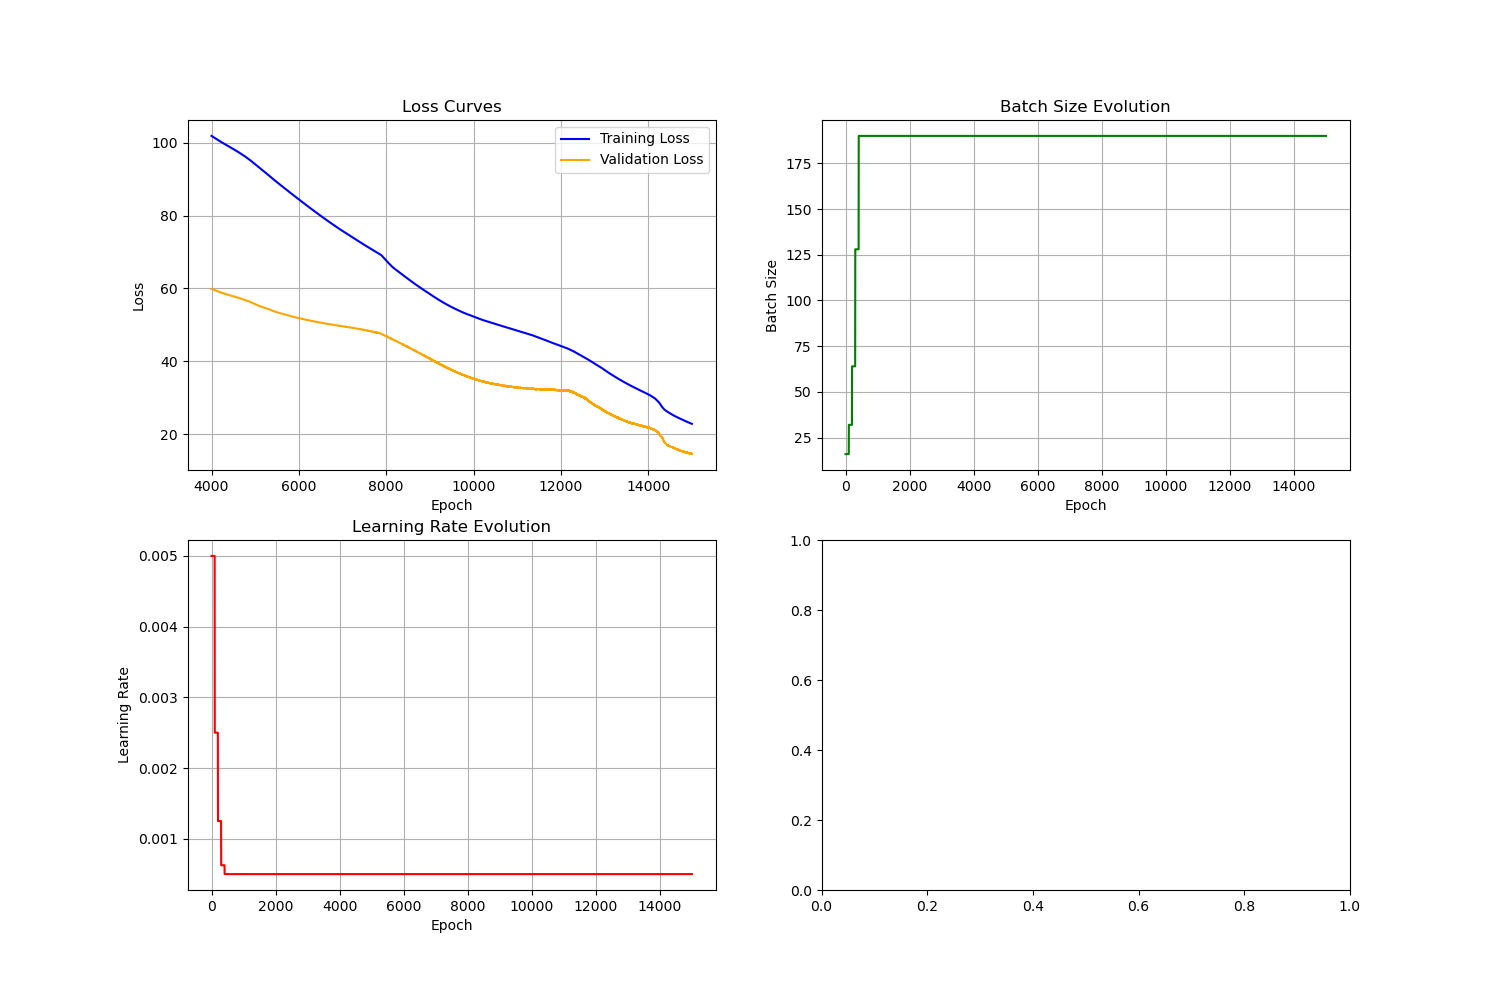 Loss Curves
100
80
60
40
20
Loss
Training Loss
Validation Loss
4000 6000 8000 10000 12000 14000
Epoch
Batch Size Evolution
175
150
125
100
75
50
25
Batch Size
0 2000 4000 6000 8000 10000 12000 14000
Epoch
Learning Rate Evolution
0.005
0.004
0.003
0.002
0.001
Learning Rate
0 2000 4000 6000 8000 10000 12000 14000
Epoch
1.0
0.8
0.6
0.4
0.2
0.0
0.0 0.2 0.4 0.6 0.8 1.0